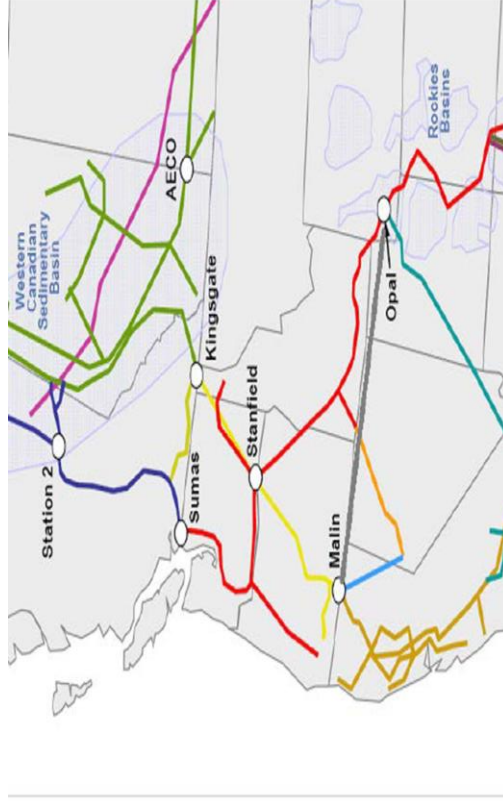 Western
Canadian
Sedimentary
Basin
Station 2
AECO
Kingsgate
Sumas
Stanfield
Malin
Opal
Rockies
Basins